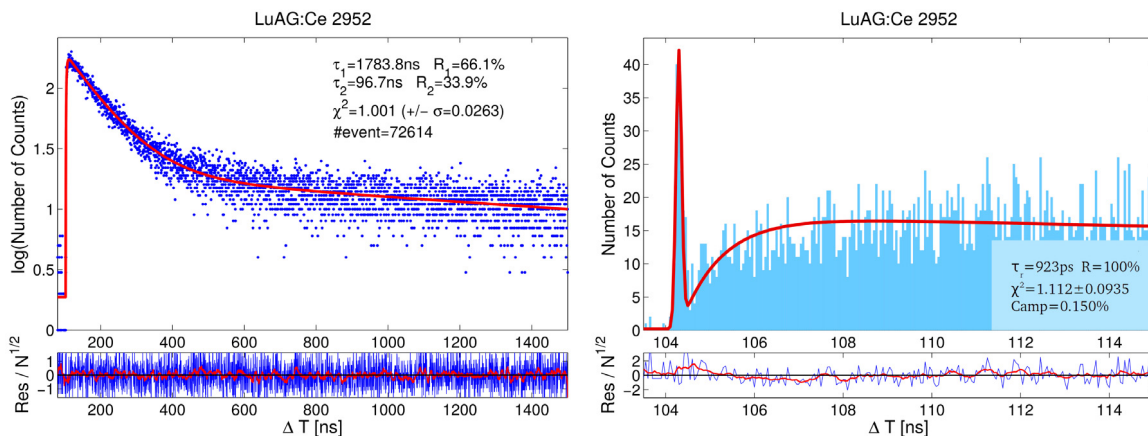 LuAG:Ce 2952
log(Number of Counts)
2
1.5
1
0.5
0
τ1=1783.8ns R1=66.1%
τ2=96.7ns R2=33.9%
χ2=1.001 (+/- σ=0.0263)
#event=72614
200 400 600 800 1000 1200 1400
Res / N1/2
1
0
−1
200 400 600 800 1000 1200 1400
Δ T [ns]
LuAG:Ce 2952
Number of Counts
40
35
30
25
20
15
10
5
0
τr=923ps R=100%
χ2=1.112±0.0935
Camp=0.150%
104 106 108 110 112 114
Res / N1/2
2
0
−2
104 106 108 110 112 114
Δ T [ns]